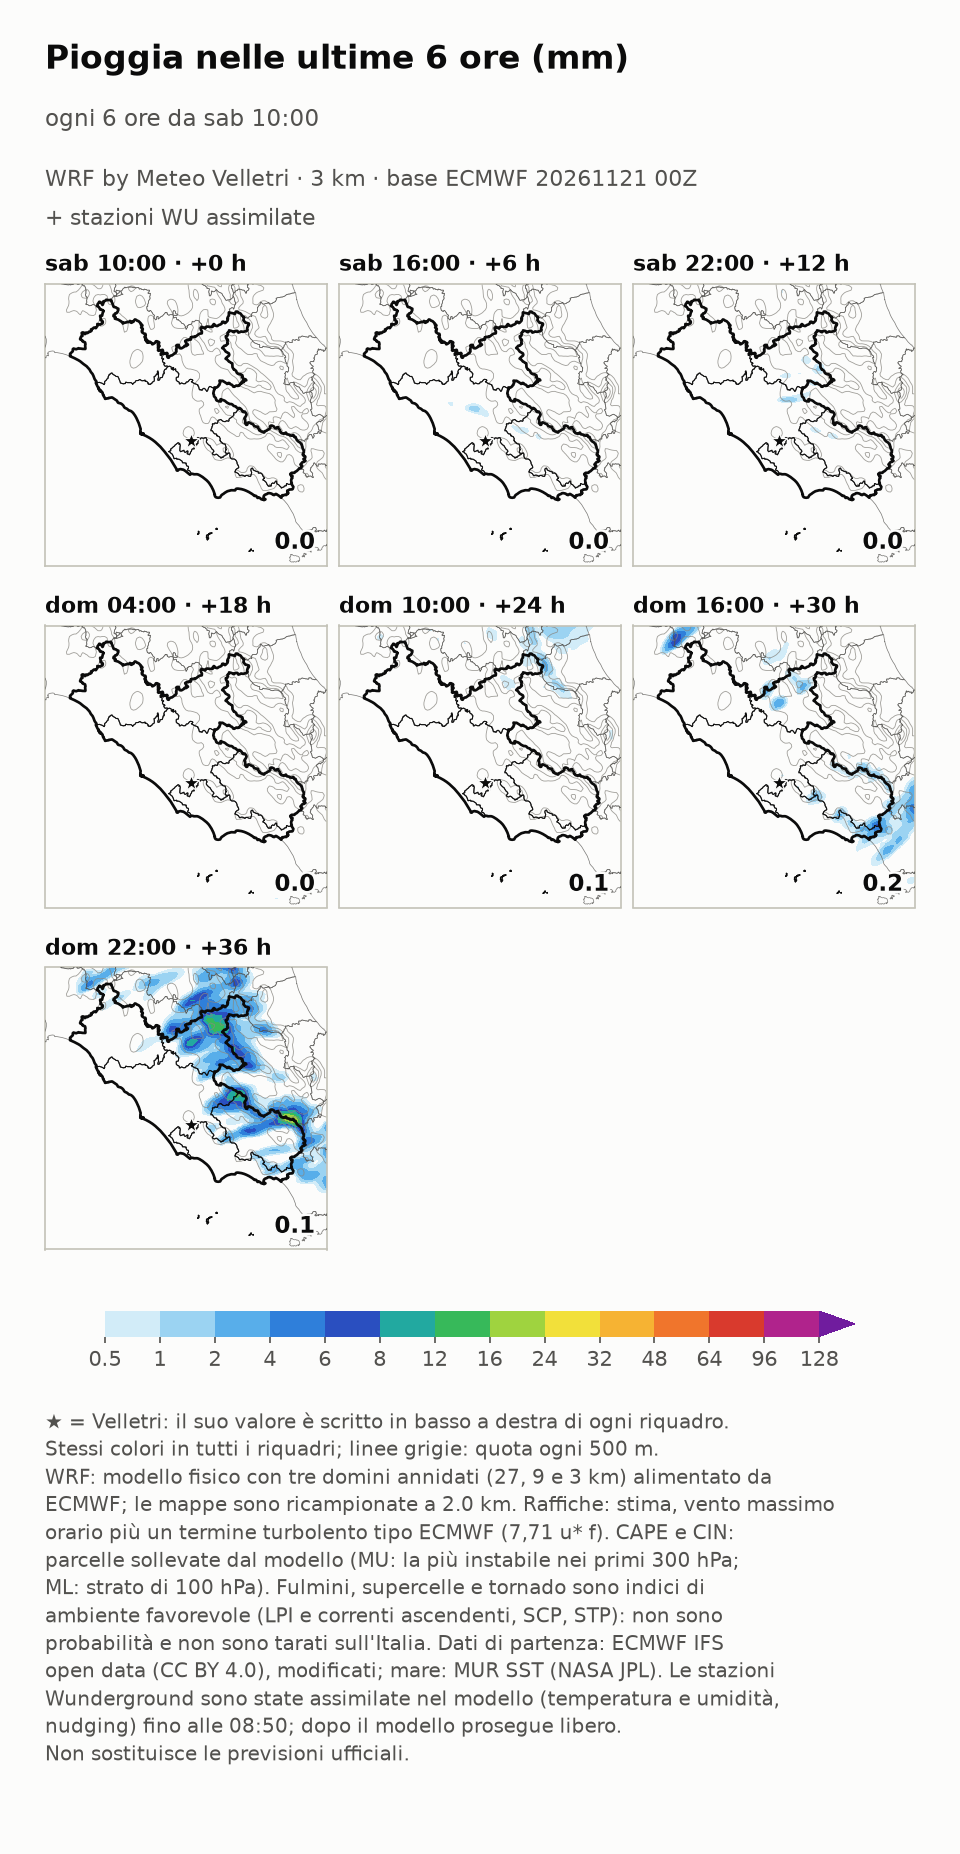 Pioggia nelle ultime 6 ore (mm)
ogni 6 ore da sab 10:00
WRF by Meteo Velletri · 3 km · base ECMWF 20261121 00Z
+ stazioni WU assimilate
sab 10:00 · +0 h
sab 16:00 · +6 h
sab 22:00 · +12 h
0.0
0.0
0.0
dom 04:00 · +18 h
dom 10:00 · +24 h
dom 16:00 · +30 h
0.0
0.1
0.2
dom 22:00 · +36 h
0.1
0.5 1 2 4 6 8 12 16 24 32 48 64 96 128
★ = Velletri: il suo valore è scritto in basso a destra di ogni riquadro.
Stessi colori in tutti i riquadri; linee grigie: quota ogni 500 m.
WRF: modello fisico con tre domini annidati (27, 9 e 3 km) alimentato da
ECMWF; le mappe sono ricampionate a 2.0 km. Raffiche: stima, vento massimo
orario più un termine turbolento tipo ECMWF (7,71 u* f). CAPE e CIN:
parcelle sollevate dal modello (MU: la più instabile nei primi 300 hPa;
ML: strato di 100 hPa). Fulmini, supercelle e tornado sono indici di
ambiente favorevole (LPI e correnti ascendenti, SCP, STP): non sono
probabilità e non sono tarati sull'Italia. Dati di partenza: ECMWF IFS
open data (CC BY 4.0), modificati; mare: MUR SST (NASA JPL). Le stazioni
Wunderground sono state assimilate nel modello (temperatura e umidità,
nudging) fino alle 08:50; dopo il modello prosegue libero.
Non sostituisce le previsioni ufficiali.